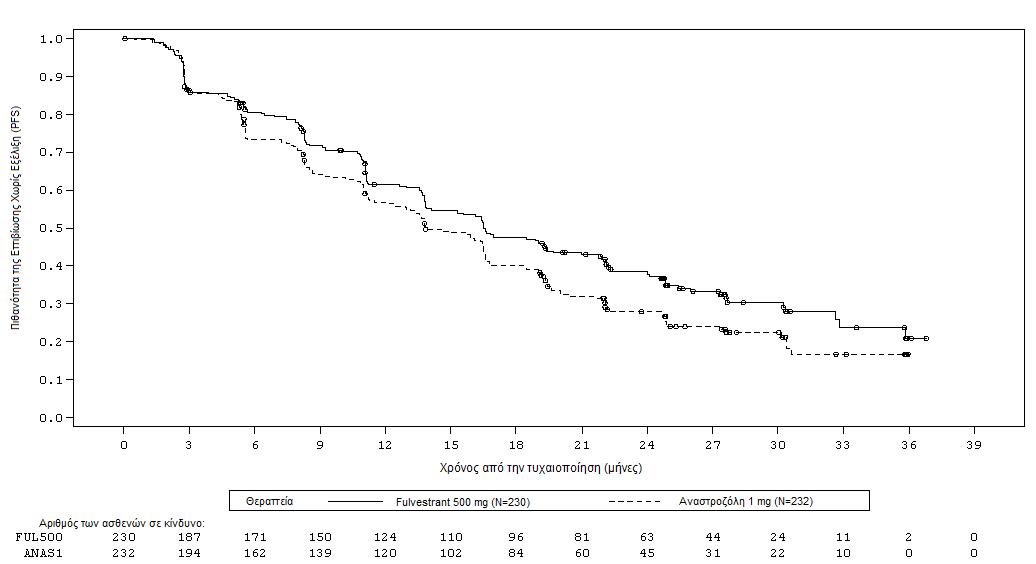 Πιθανότητα της Επιβίωσης Χωρίς Εξέλιξη (PFS)
1.0
0.9
0.8
0.7
0.6
0.5
0.4
0.3
0.2
0.1
0.0
0 3 6 9 12 15 18 21 24 27 30 33 36 39
Χρόνος από την τυχαιοποίηση (μήνες)
Θεραπεία Fulvestrant 500 mg (N=230) Αναστροζόλη 1 mg (N=232)
Αριθμός των ασθενών σε κίνδυνο:
FUL500 230 187 171 150 124 110 96 81 63 44 24 11 2 0
ANAS1 232 194 162 139 120 102 84 60 45 31 22 10 0 0